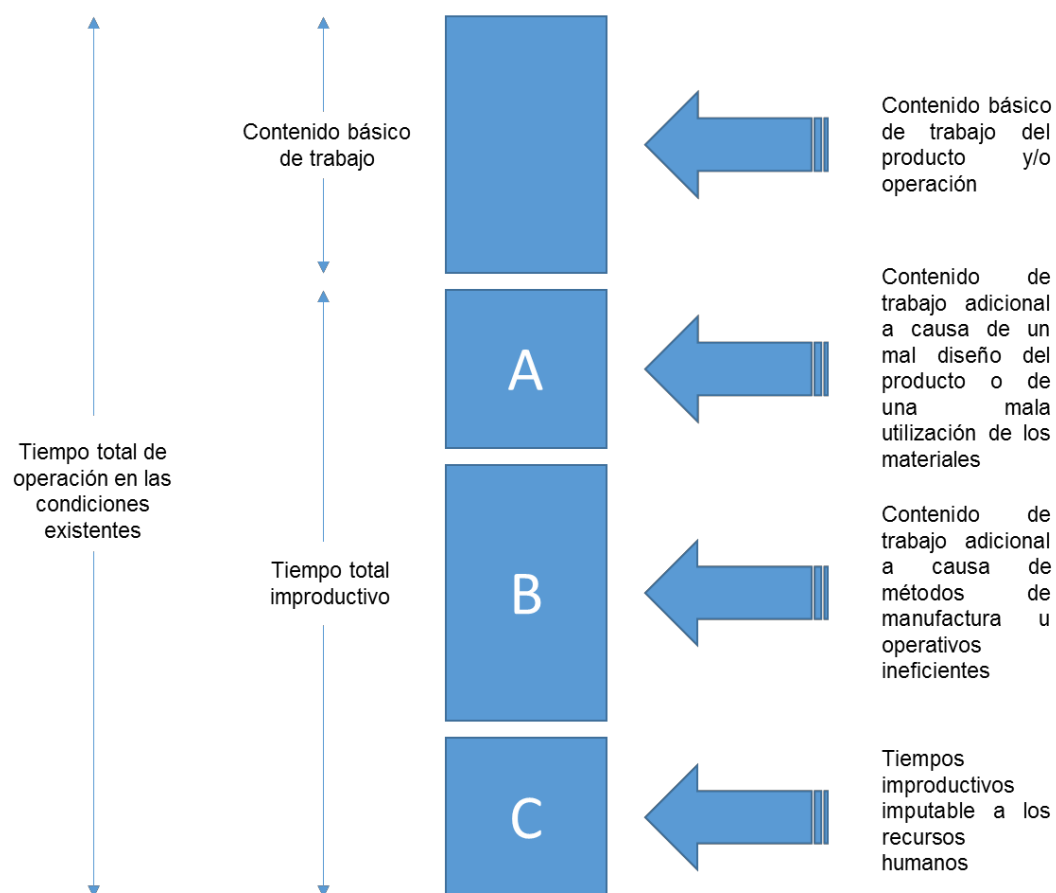 Contenido básico
de trabajo
Contenido básico
de trabajo del
producto y/o
operación
A
Contenido de
trabajo adicional
a causa de un
mal diseño del
producto o de
una mala
utilización de los
materiales
Tiempo total de
operación en las
condiciones
existentes
Tiempo total
improductivo
B
Contenido de
trabajo adicional
a causa de
métodos de
manufactura u
operativos
ineficientes
C
Tiempos
improductivos
imputable a los
recursos
humanos